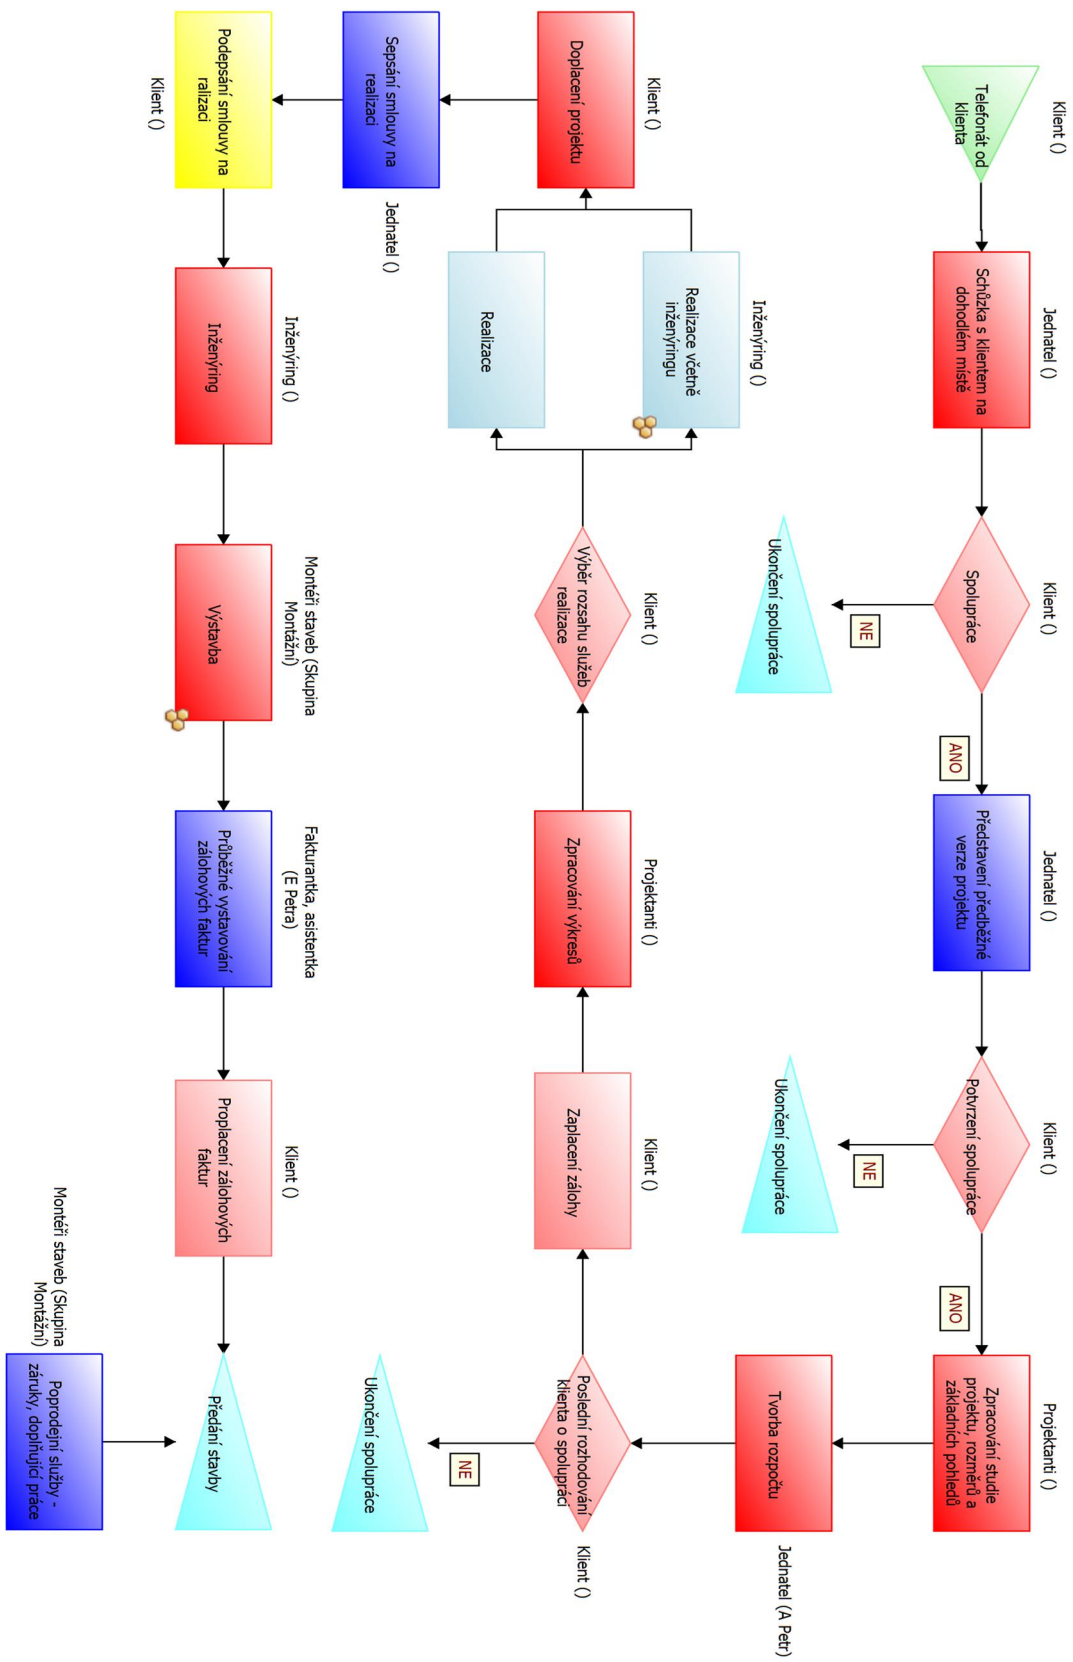 Klient ()
Telefonát od
klienta
Jednatel ()
Schůzka s klientem na
dohodlém místě
Klient ()
Spolupráce
NE
Ukončení spolupráce
ANO
Jednatel ()
Představení předběžné
verze projektu
Klient ()
Potvrzení spolupráce
NE
Ukončení spolupráce
ANO
Projektanti ()
Zpracování studie
projektu, rozměrů a
základních pohledů
Tvorba rozpočtu
Jednatel (A Petr)
Poslední rozhodování
klienta o spolupráci
Klient ()
NE
Ukončení spolupráce
Klient ()
Zaplacení zálohy
Projektanti ()
Zpracování výkresů
Klient ()
Výběr rozsahu služeb
realizace
Inženýring ()
Realizace včetně
inženýringu
Realizace
Klient ()
Doplacení projektu
Sepsání smlouvy na
realizaci
Jednatel ()
Podepsání smlouvy na
ralizaci
Klient ()
Inženýring ()
Inženýring
Montéři staveb (Skupina
Montážní)
Výstavba
Fakturantka, asistentka
(E Petra)
Průběžné vystavování
zálohových faktur
Klient ()
Proplacení zálohových
faktur
Předání stavby
Montéři staveb (Skupina
Montážní)
Poprodejní služby -
záruky, doplňující práce